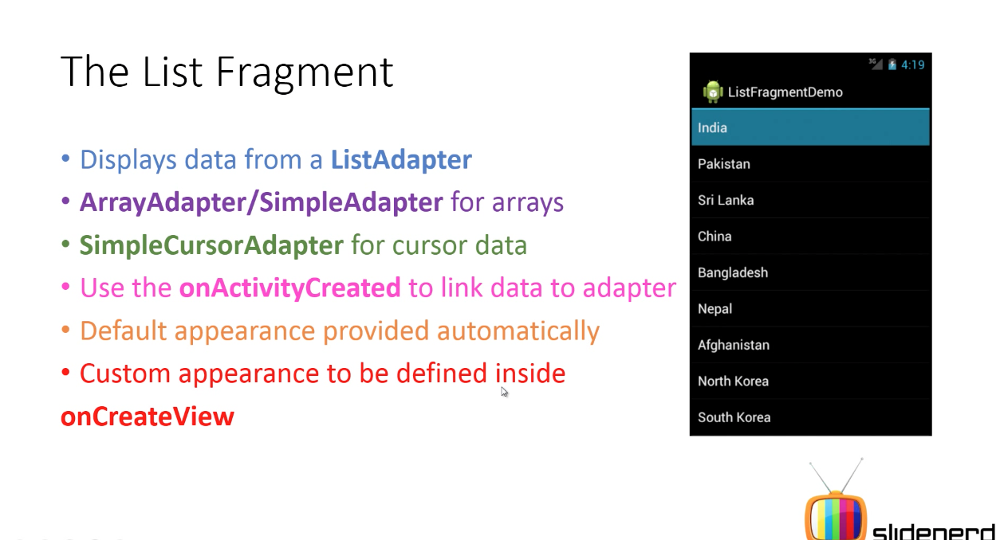 The List Fragment
• Displays data from a ListAdapter
• ArrayAdapter/SimpleAdapter for arrays
• SimpleCursorAdapter for cursor data
• Use the onActivityCreated to link data to adapter
• Default appearance provided automatically
• Custom appearance to be defined inside
onCreateView
3G 4:19
ListFragmentDemo
India
Pakistan
Sri Lanka
China
Bangladesh
Nepal
Afghanistan
North Korea
South Korea
slidenerd